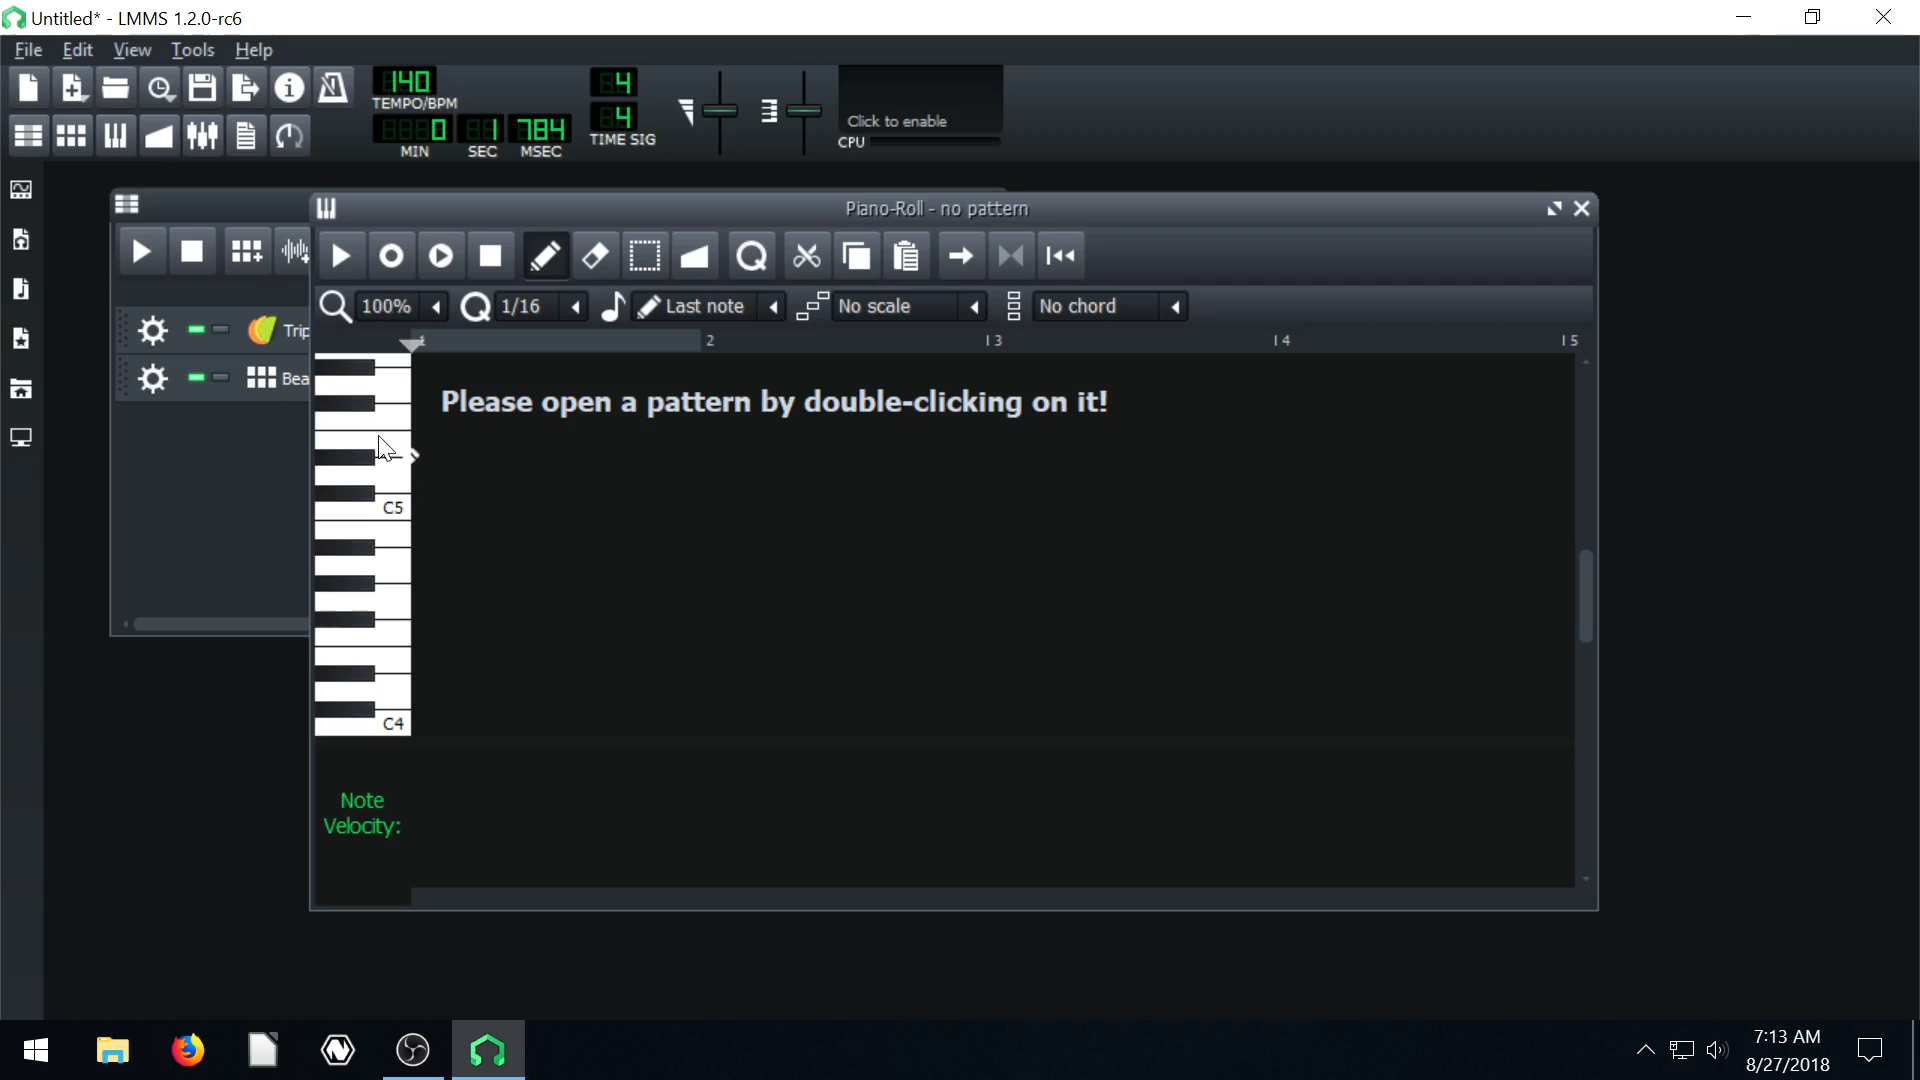 Untitled* - LMMS 1.2.0-rc6
File Edit View Tools Help
140
TEMPO/BPM
0 1 784
MIN SEC MSEC
4
4
TIME SIG
Click to enable
CPU
Piano-Roll - no pattern
100% 1/16 Last note No scale No chord
1 2 3 4 5
Trip
Bea
Please open a pattern by double-clicking on it!
C5
C4
Note
Velocity:
7:13 AM
8/27/2018